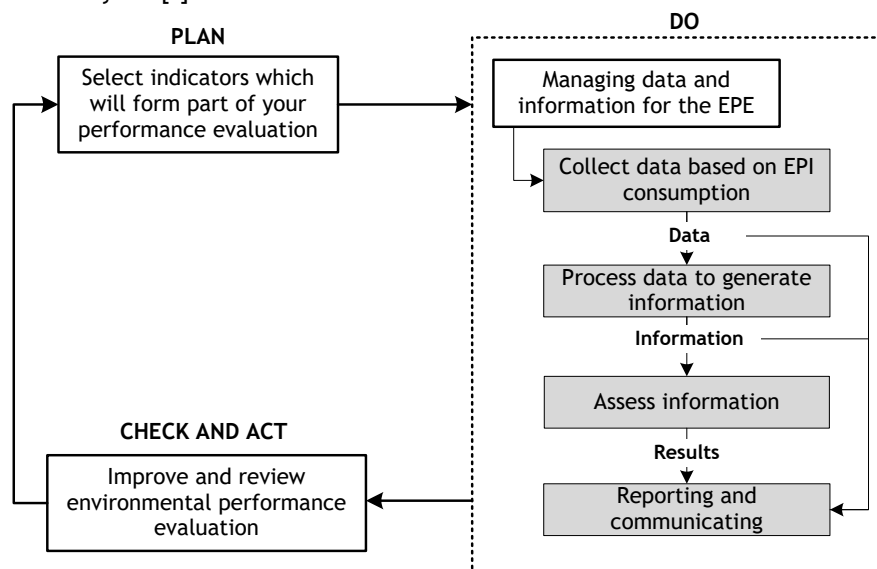 PLAN
Select indicators which
will form part of your
performance evaluation
DO
Managing data and
information for the EPE
Collect data based on EPI
consumption
Data
Process data to generate
information
Information
Assess information
Results
Reporting and
communicating
CHECK AND ACT
Improve and review
environmental performance
evaluation